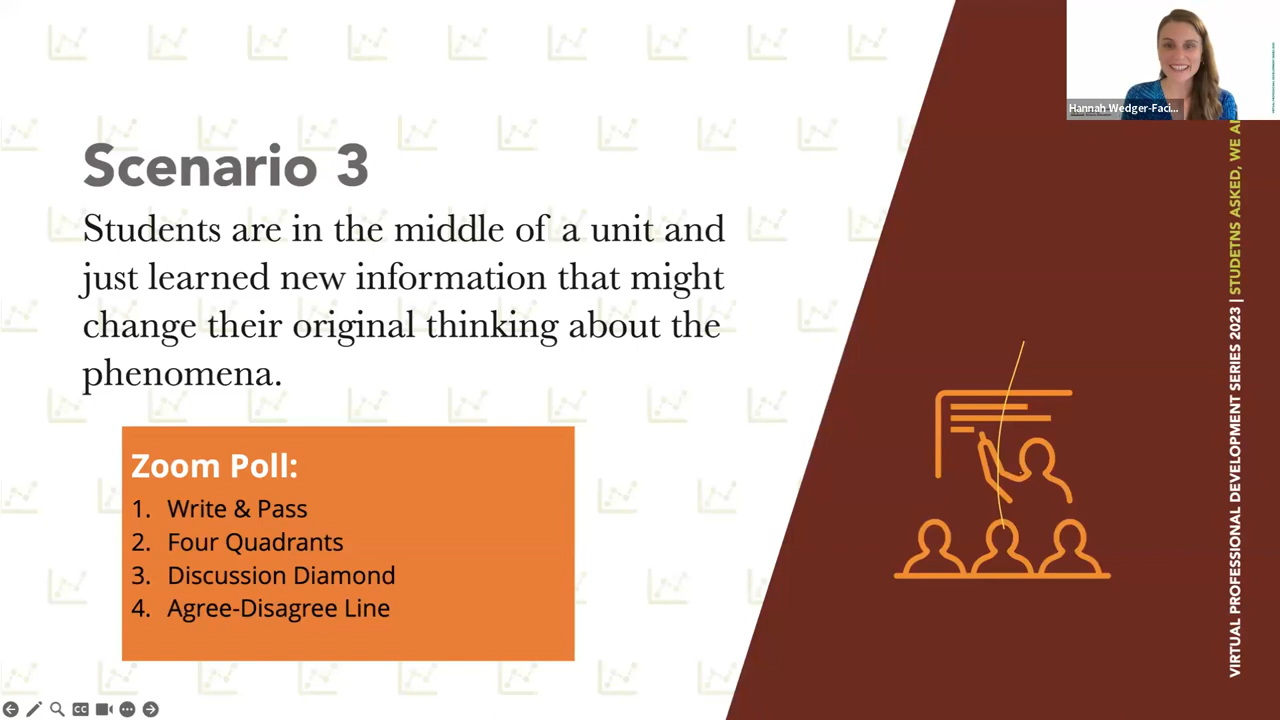 Scenario 3
Students are in the middle of a unit and
just learned new information that might
change their original thinking about the
phenomena.
Zoom Poll:
1. Write & Pass
2. Four Quadrants
3. Discussion Diamond
4. Agree-Disagree Line
Hannah Wedger-Faci...
VIRTUAL PROFESSIONAL DEVELOPMENT SERIES 2023 | STUDETNS ASKED, WE
CC